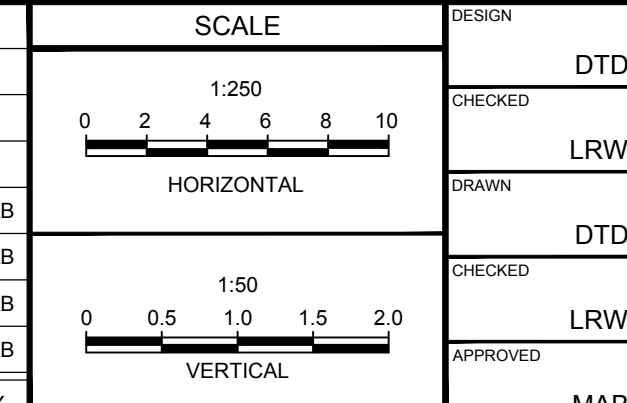 SCALE
1:250
0 2 4 6 8 10
HORIZONTAL
1:50
0 0.5 1.0 1.5 2.0
VERTICAL
DESIGN
DTD
CHECKED
LRW
DRAWN
DTD
CHECKED
LRW
APPROVED
MAB
B
B
B
B